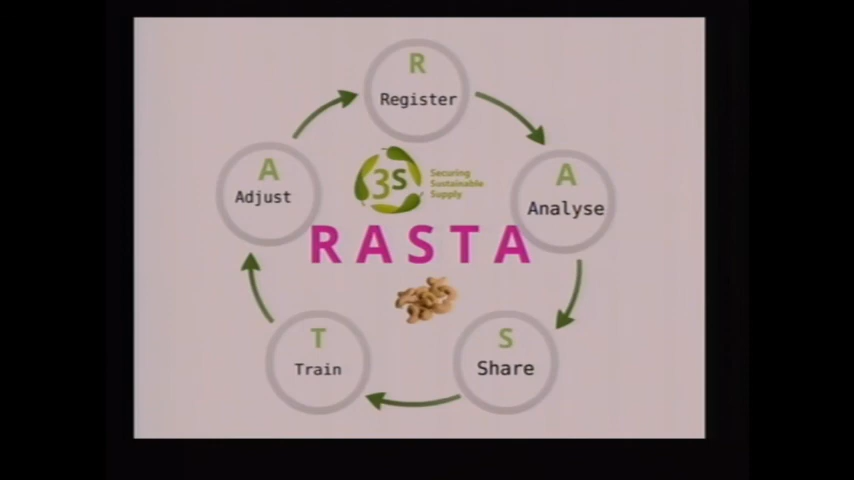 R
Register
A
Analyse
S
Share
T
Train
A
Adjust
3S
Securing
Sustainable
Supply
RASTA